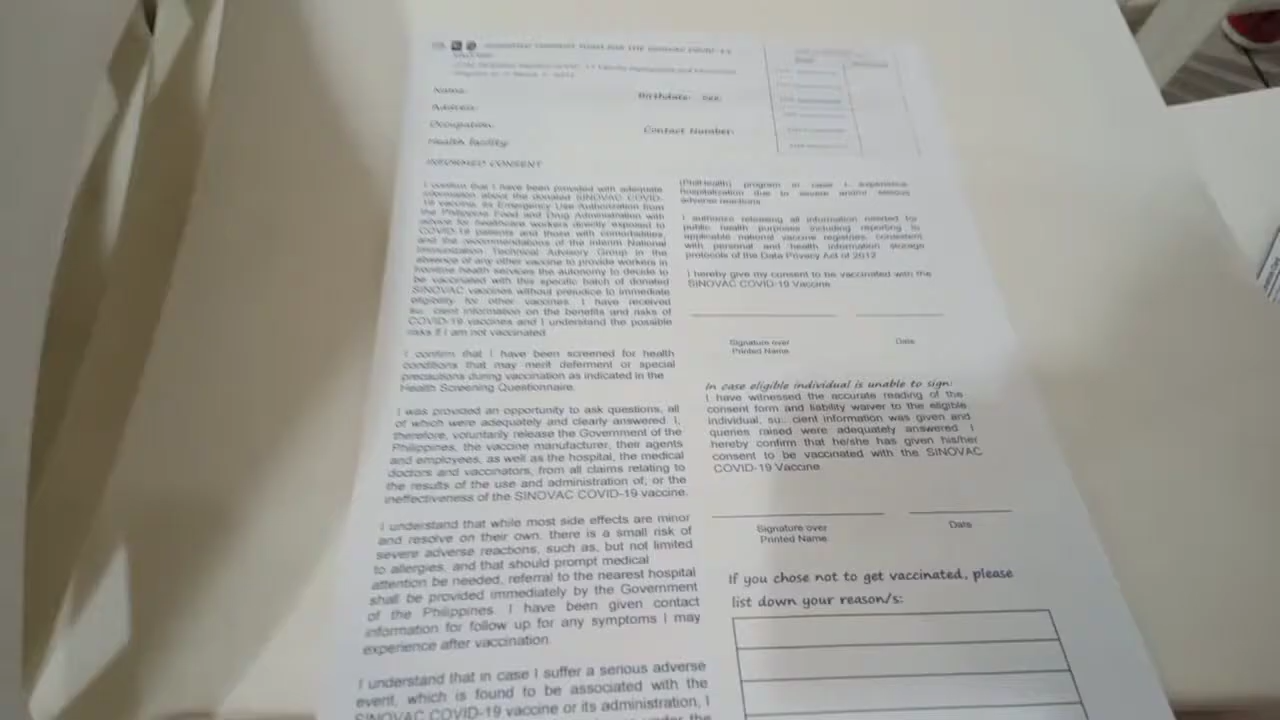 INFORMED CONSENT FORM FOR THE SINOVAC COVID-19
Name:
Birthdate: Sex:
Address:
Occupation:
Contact Number:
Health facility:
INFORMED CONSENT
I confirm that I have been provided with adequate
information about the donated SINOVAC COVID-
19 vaccine, its Emergency Use Authorization from
the Philippine Food and Drug Administration with
advice for healthcare workers directly exposed to
COVID-19 patients and those with comorbidities,
and the recommendations of the interim National
Immunization Technical Advisory Group in the
absence of any other vaccine to provide workers in
frontline health services the autonomy to decide to
be vaccinated with this specific batch of donated
SINOVAC vaccines without prejudice to immediate
eligibility for other vaccines. I have received
su: cient information on the benefits and risks of
COVID-19 vaccines and I understand the possible
risks if I am not vaccinated.
I confirm that I have been screened for health
conditions that may merit deferment or special
precautions during vaccination as indicated in the
Health Screening Questionnaire.
I was provided an opportunity to ask questions, all
of which were adequately and clearly answered. I,
therefore, voluntarily release the Government of the
Philippines, the vaccine manufacturer, their agents
and employees, as well as the hospital, the medical
doctors and vaccinators, from all claims relating to
the results of the use and administration of, or the
ineffectiveness of the SINOVAC COVID-19 vaccine.
I understand that while most side effects are minor
and resolve on their own, there is a small risk of
severe adverse reactions, such as, but not limited
to allergies, and that should prompt medical
attention be needed, referral to the nearest hospital
shall be provided immediately by the Government
of the Philippines. I have been given contact
information for follow up for any symptoms I may
experience after vaccination.
I understand that in case I suffer a serious adverse
event, which is found to be associated with the
SINOVAC COVID-19 vaccine or its administration, I
under the
(PhilHealth) program in case I experience
hospitalization due to severe and/or serious
adverse reactions.
I authorize releasing all information needed for
public health purposes including reporting to
applicable national vaccine registries, consistent
with personal and health information storage
protocols of the Data Privacy Act of 2012.
I hereby give my consent to be vaccinated with the
SINOVAC COVID-19 Vaccine.
Signature over
Printed Name
Date
In case eligible individual is unable to sign:
I have witnessed the accurate reading of the
consent form and liability waiver to the eligible
individual, su: cient information was given and
queries raised were adequately answered. I
hereby confirm that he/she has given his/her
consent to be vaccinated with the SINOVAC
COVID-19 Vaccine.
Signature over
Printed Name
Date
If you chose not to get vaccinated, please
list down your reason/s: